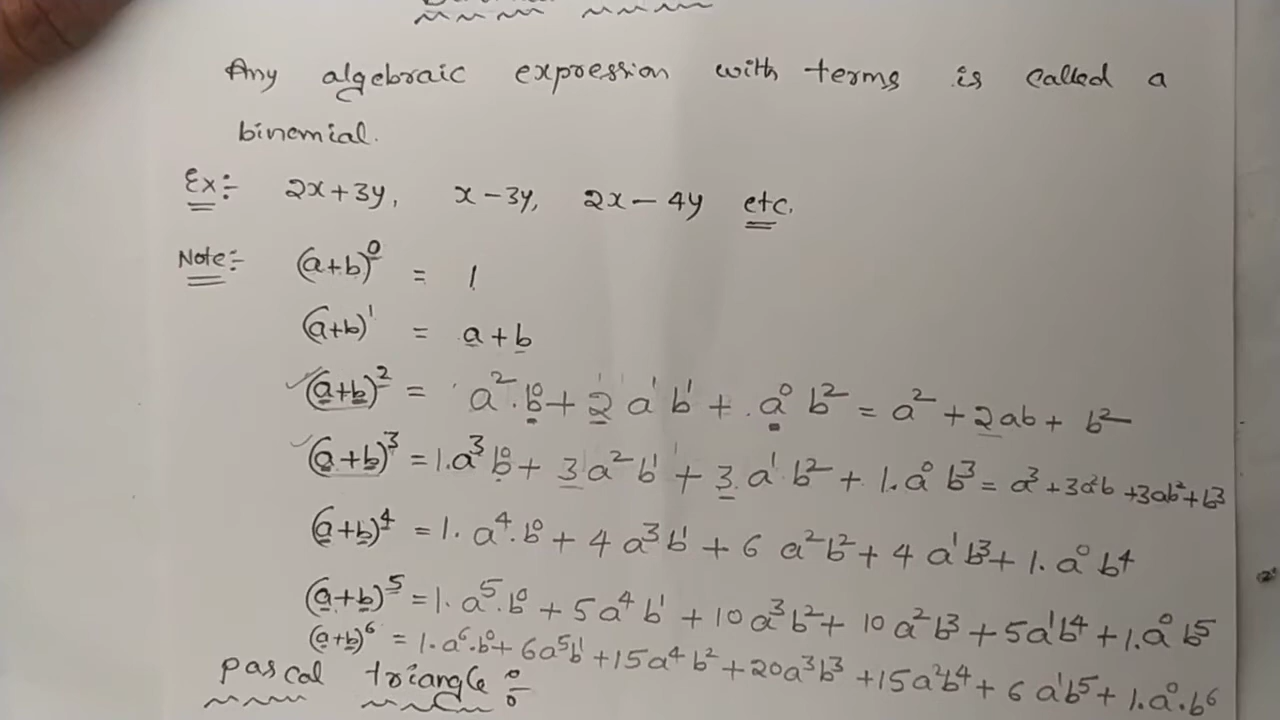 Any algebraic expression with terms is called a
binomial.
Ex:- 2x+3y, x-3y, 2x-4y etc.
Note:- (a+b)⁰ = 1
(a+b)¹ = a+b
(a+b)² = a².b⁰ + 2a¹b¹ + .a⁰b² = a² + 2ab + b²
(a+b)³ = 1.a³b⁰ + 3a²b¹ + 3.a¹b² + 1.a⁰b³ = a³ + 3a²b + 3ab² + b³
(a+b)⁴ = 1.a⁴.b⁰ + 4a³b¹ + 6a²b² + 4a¹b³ + 1.a⁰b⁴
(a+b)⁵ = 1.a⁵.b⁰ + 5a⁴b¹ + 10a³b² + 10a²b³ + 5a¹b⁴ + 1.a⁰b⁵
(a+b)⁶ = 1.a⁶.b⁰ + 6a⁵b¹ + 15a⁴b² + 20a³b³ + 15a²b⁴ + 6a¹b⁵ + 1.a⁰.b⁶
pascal triangle :-